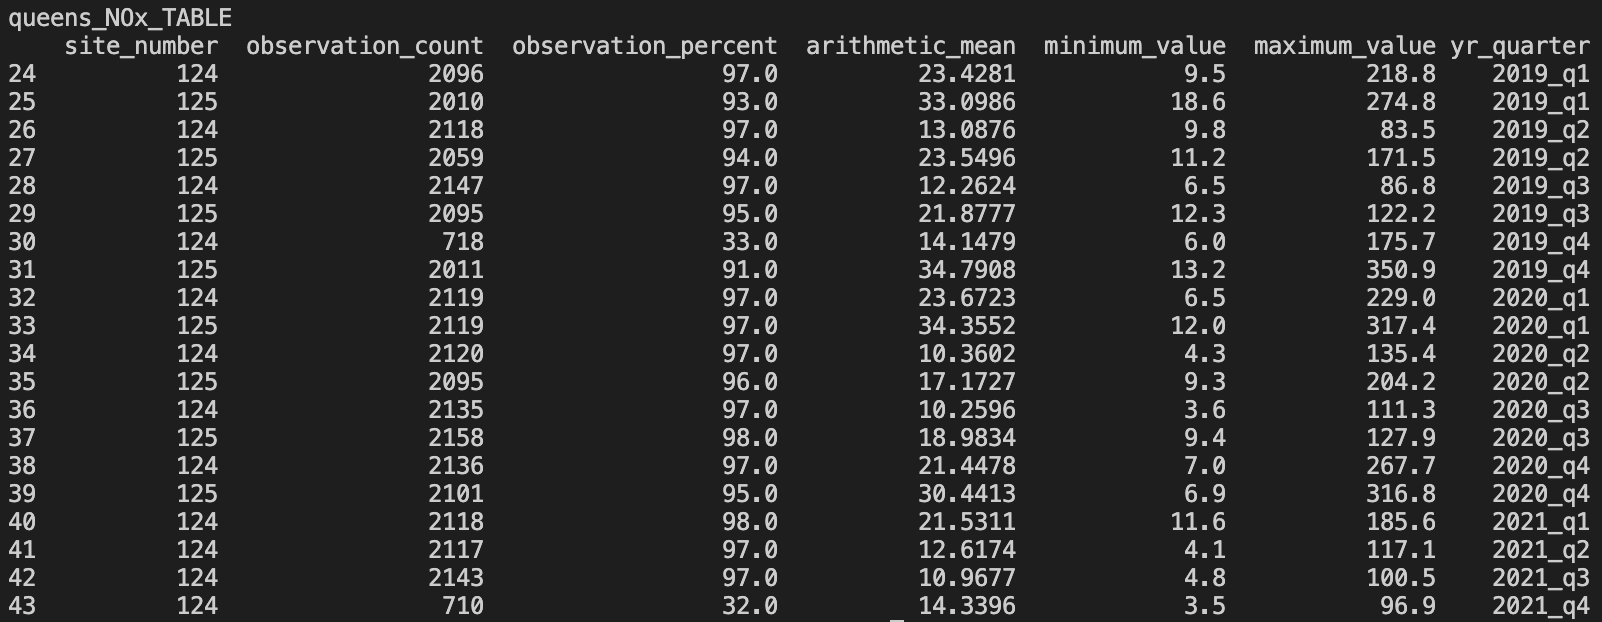 queens_NOx_TABLE
site_number observation_count observation_percent arithmetic_mean minimum_value maximum_value yr_quarter
24 124 2096 97.0 23.4281 9.5 218.8 2019_q1
25 125 2010 93.0 33.0986 18.6 274.8 2019_q1
26 124 2118 97.0 13.0876 9.8 83.5 2019_q2
27 125 2059 94.0 23.5496 11.2 171.5 2019_q2
28 124 2147 97.0 12.2624 6.5 86.8 2019_q3
29 125 2095 95.0 21.8777 12.3 122.2 2019_q3
30 124 718 33.0 14.1479 6.0 175.7 2019_q4
31 125 2011 91.0 34.7908 13.2 350.9 2019_q4
32 124 2119 97.0 23.6723 6.5 229.0 2020_q1
33 125 2119 97.0 34.3552 12.0 317.4 2020_q1
34 124 2120 97.0 10.3602 4.3 135.4 2020_q2
35 125 2095 96.0 17.1727 9.3 204.2 2020_q2
36 124 2135 97.0 10.2596 3.6 111.3 2020_q3
37 125 2158 98.0 18.9834 9.4 127.9 2020_q3
38 124 2136 97.0 21.4478 7.0 267.7 2020_q4
39 125 2101 95.0 30.4413 6.9 316.8 2020_q4
40 124 2118 98.0 21.5311 11.6 185.6 2021_q1
41 124 2117 97.0 12.6174 4.1 117.1 2021_q2
42 124 2143 97.0 10.9677 4.8 100.5 2021_q3
43 124 710 32.0 14.3396 3.5 96.9 2021_q4